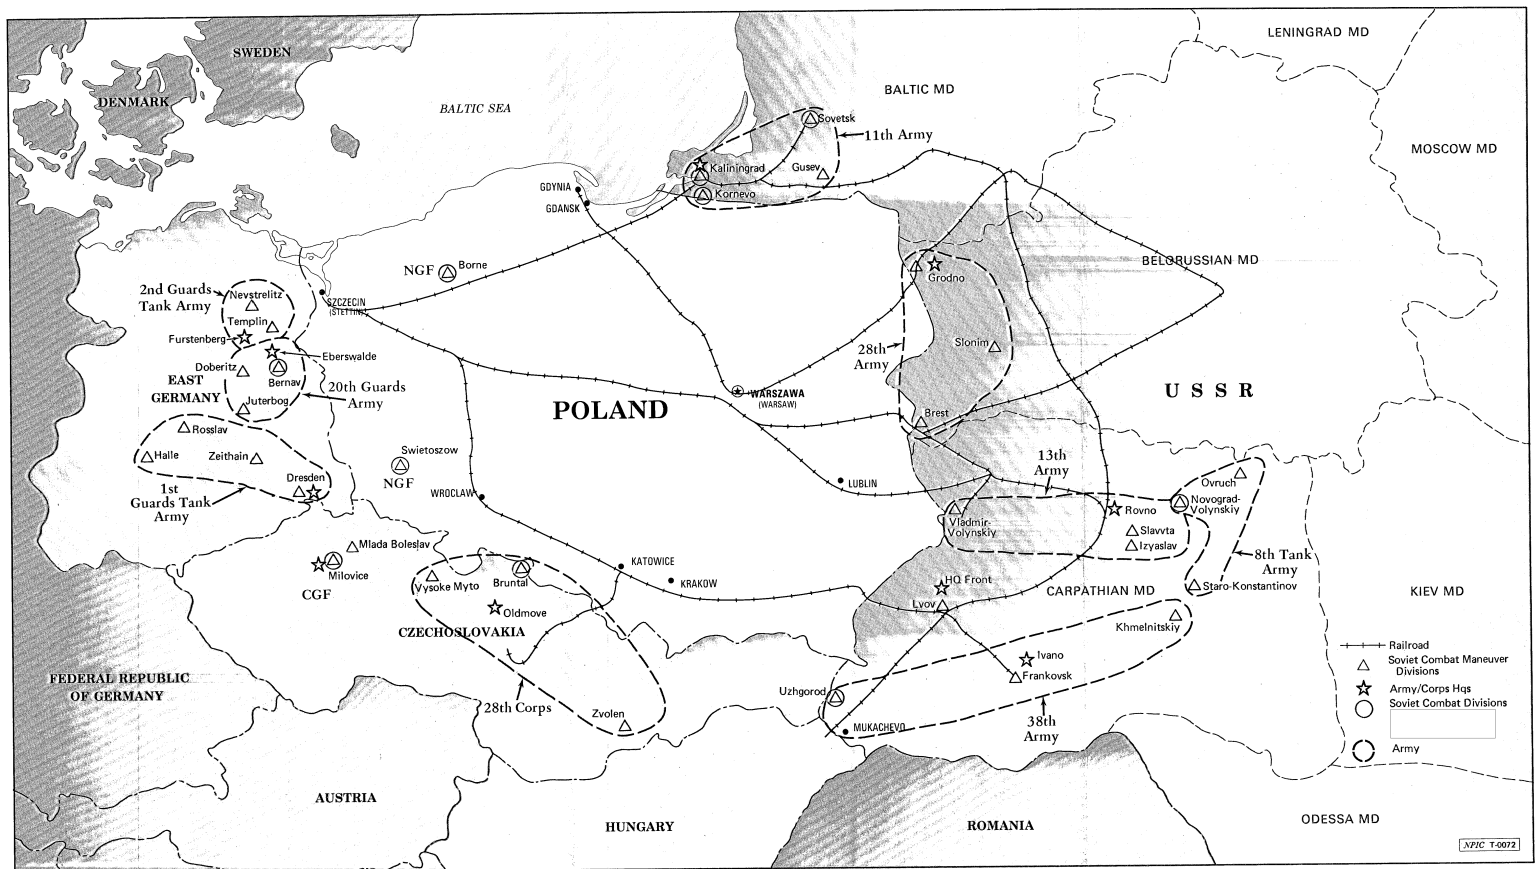 LENINGRAD MD
SWEDEN
BALTIC MD
DENMARK
BALTIC SEA
Sovetsk
11th Army
MOSCOW MD
Kaliningrad
Gusev
GDYNIA
Kornevo
GDANSK
BELORUSSIAN MD
NGF
Borne
Grodno
2nd Guards
Tank Army
Nevstrelitz
SZCZECIN
(STETTIN)
Templin
Furstenberg
Slonim
28th
Army
Eberswalde
Doberitz
Bernav
EAST
GERMANY
20th Guards
Army
WARSZAWA
(WARSAW)
USSR
Juterbog
POLAND
Brest
Rosslav
Halle
Zeithain
Swietoszow
NGF
13th
Army
Dresden
1st
Guards Tank
Army
WROCLAW
LUBLIN
Ovruch
Novograd-
Volynskiy
Rovno
Vladmir-
Volynskiy
Slavvta
Izyaslav
Mlada Boleslav
8th Tank
Army
Milovice
KATOWICE
KRAKOW
CGF
Vysoke Myto
Bruntal
HQ Front
Lvov
CARPATHIAN MD
Staro-Konstantinov
KIEV MD
Oldmove
Khmelnitskiy
CZECHOSLOVAKIA
Railroad
Soviet Combat Maneuver
Divisions
Army/Corps Hqs
Soviet Combat Divisions
Army
Ivano
Frankovsk
FEDERAL REPUBLIC
OF GERMANY
Uzhgorod
28th Corps
Zvolen
MUKACHEVO
38th
Army
AUSTRIA
HUNGARY
ROMANIA
ODESSA MD
NPIC T-0072